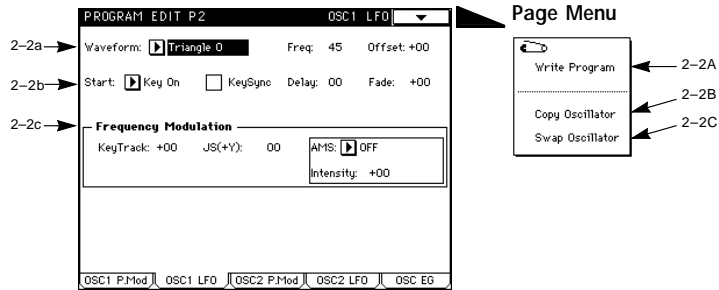 PROGRAM EDIT P2 OSC1 LFO
Page Menu
2–2a
Waveform: Triangle 0 Freq: 45 Offset: +00
2–2b
Start: Key On KeySync Delay: 00 Fade: +00
2–2c
Frequency Modulation
KeyTrack: +00 JS(+Y): 00 AMS: OFF
Intensity: +00
OSC1 P.Mod OSC1 LFO OSC2 P.Mod OSC2 LFO OSC EG
Write Program 2–2A
2–2B
Copy Oscillator
2–2C
Swap Oscillator